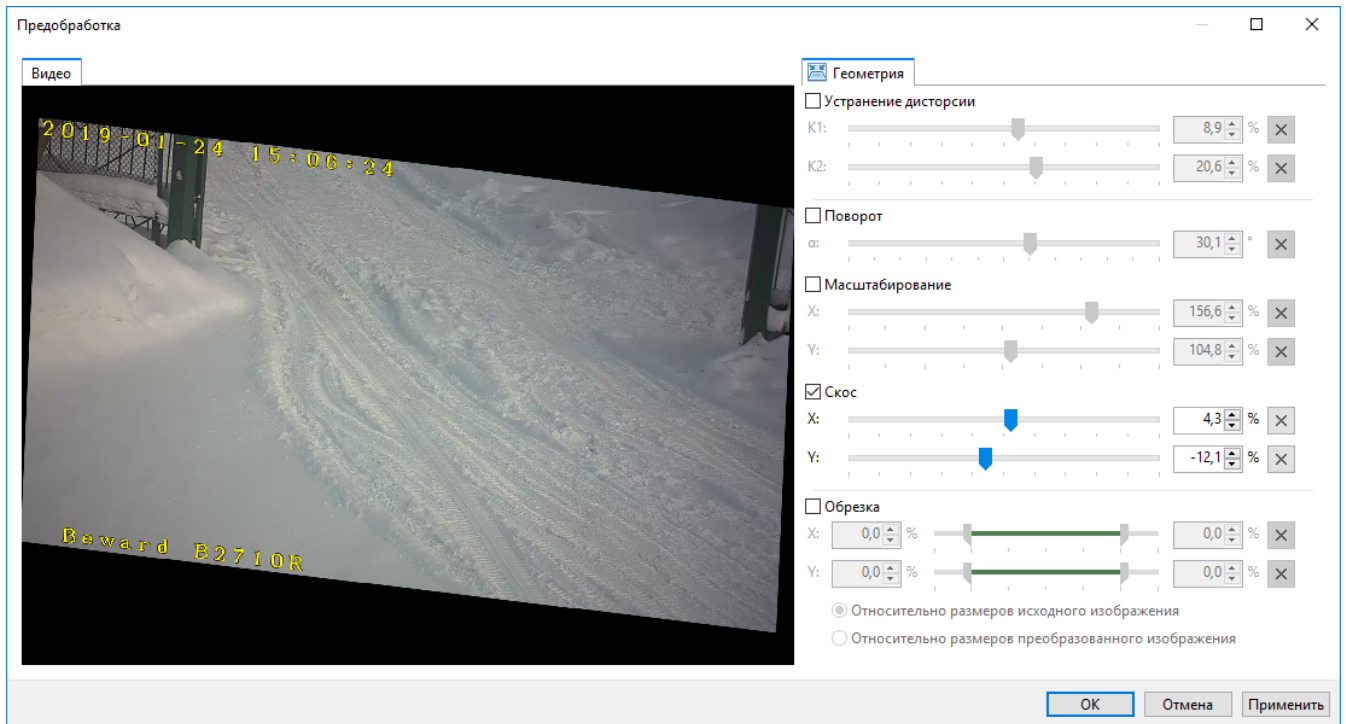 Предобработка
Видео
2019-01-24 15:06:24
Beward B2710R
Геометрия
Устранение дисторсии
K1: 8,9 %
K2: 20,6 %
Поворот
α: 30,1 °
Масштабирование
X: 156,6 %
Y: 104,8 %
Скос
X: 4,3 %
Y: -12,1 %
Обрезка
X: 0,0 % 0,0 %
Y: 0,0 % 0,0 %
Относительно размеров исходного изображения
Относительно размеров преобразованного изображения
OK Отмена Применить